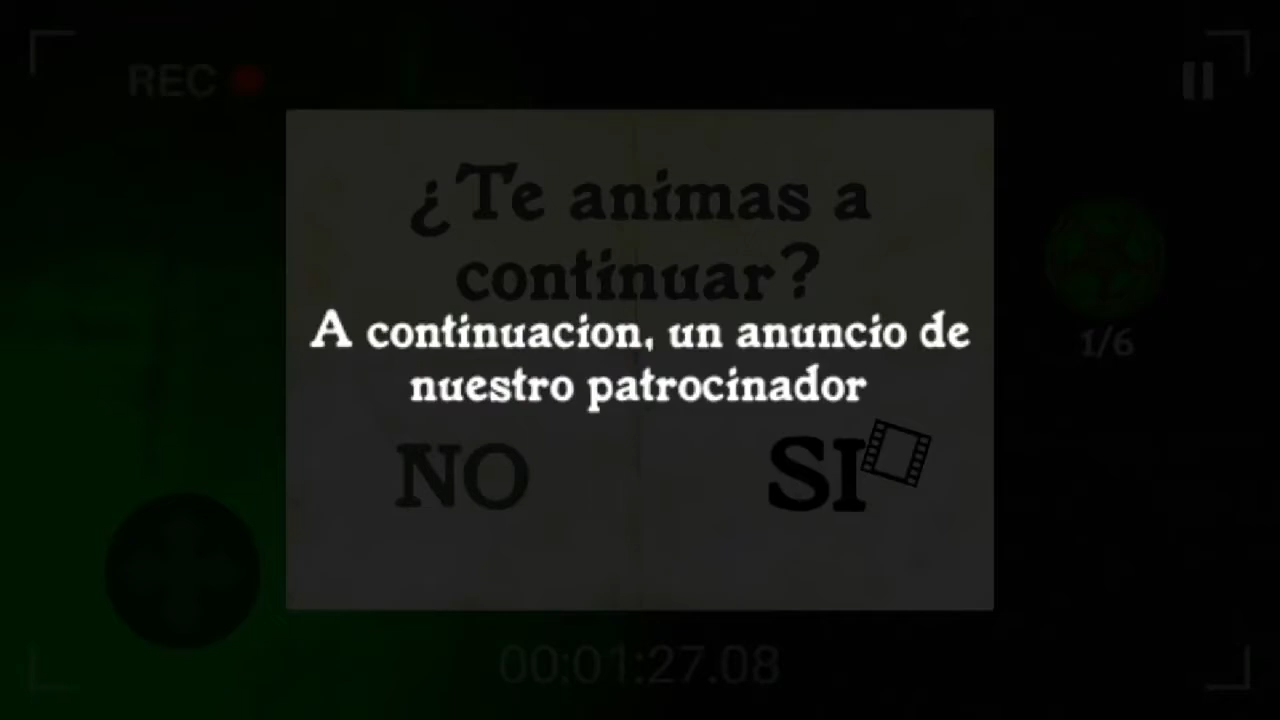 REC
¿Te animas a
continuar?
A continuacion, un anuncio de
nuestro patrocinador
1/6
NO
SI
00:01:27.08